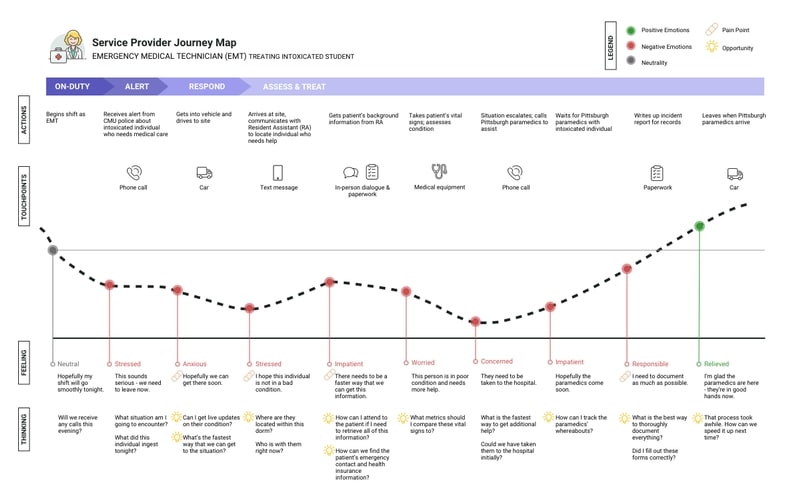 Service Provider Journey Map
EMERGENCY MEDICAL TECHNICIAN (EMT) TREATING INTOXICATED STUDENT
LEGEND
Positive Emotions
Negative Emotions
Neutrality
Pain Point
Opportunity
ON-DUTY
ALERT
RESPOND
ASSESS & TREAT
ACTIONS
Begins shift as
EMT
Receives alert from
CMU police about
intoxicated individual
who needs medical care
Gets into vehicle and
drives to site
Arrives at site,
communicates with
Resident Assistant (RA)
to locate individual who
needs help
Gets patient's background
information from RA
Takes patient's vital
signs; assesses
condition
Situation escalates; calls
Pittsburgh paramedics to
assist
Waits for Pittsburgh
paramedics with
intoxicated individual
Writes up incident
report for records
Leaves when Pittsburgh
paramedics arrive
TOUCHPOINTS
Phone call
Car
Text message
In-person dialogue &
paperwork
Medical equipment
Phone call
Paperwork
Car
FEELING
Neutral
Hopefully my
shift will go
smoothly tonight.
Stressed
This sounds
serious - we need
to leave now.
Anxious
Hopefully we can
get there soon.
Stressed
I hope this individual
is not in a bad
condition.
Impatient
There needs to be a
faster way that we
can get this
information.
Worried
This person is in poor
condition and needs
more help.
Concerned
They need to be
taken to the hospital.
Impatient
Hopefully the
paramedics come
soon.
Responsible
I need to document
as much as possible.
Relieved
I'm glad the
paramedics are here
- they're in good
hands now.
THINKING
Will we receive
any calls this
evening?
What situation am I
going to encounter?
What did this
individual ingest
tonight?
Can I get live updates
on their condition?
What's the fastest
way that we can get
to the situation?
Where are they
located within this
dorm?
Who is with them
right now?
How can I attend to
the patient if I need
to retrieve all of this
information?
How can we find the
patient's emergency
contact and health
insurance
information?
What metrics should
I compare these vital
signs to?
What is the fastest
way to get additional
help?
Could we have taken
them to the hospital
initially?
How can I track the
paramedics'
whereabouts?
What is the best way
to thoroughly
document
everything?
Did I fill out these
forms correctly?
That process took
awhile. How can we
speed it up next
time?